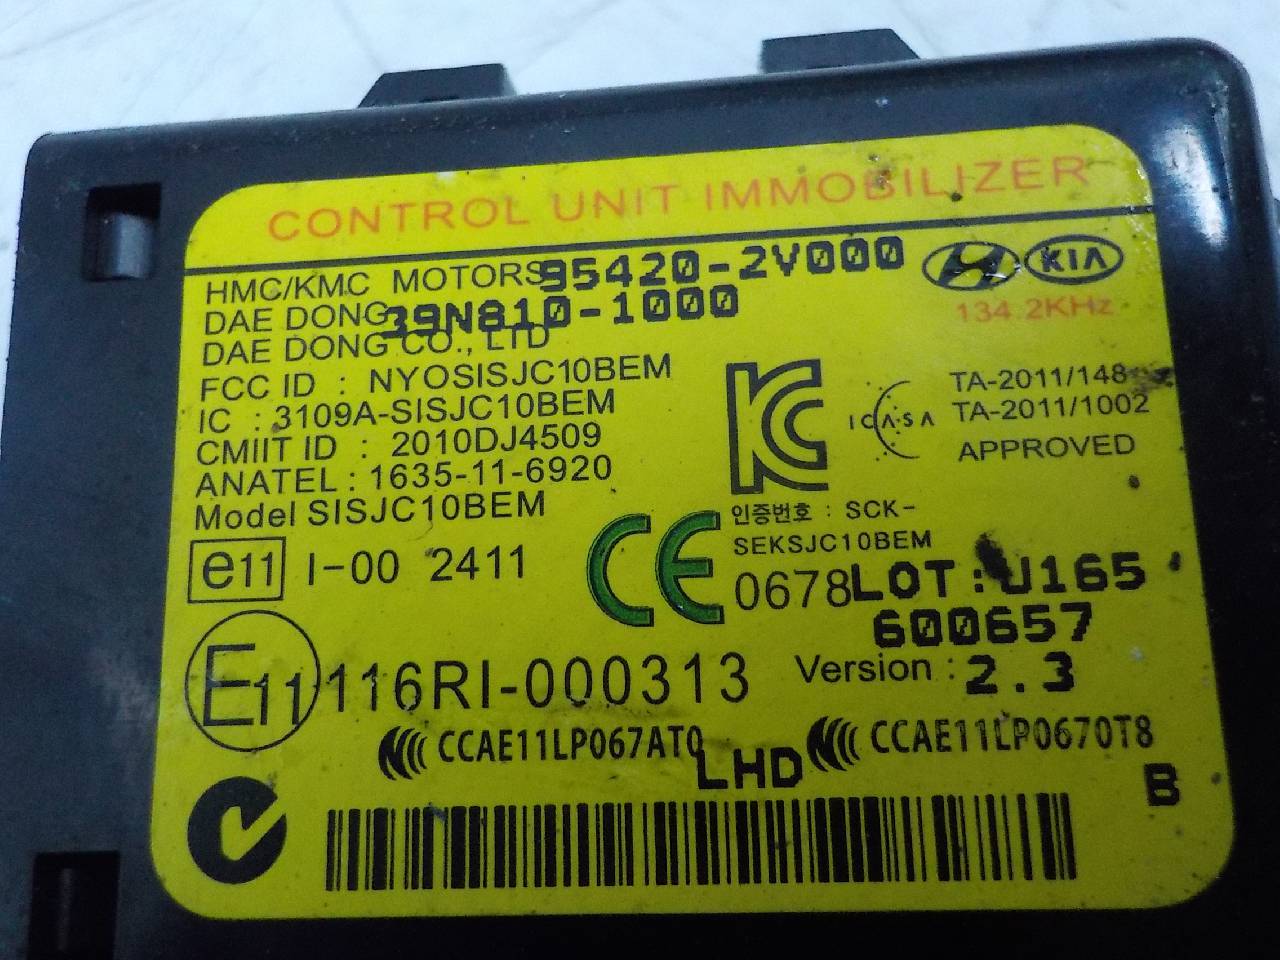 CONTROL UNIT IMMOBILIZER
HMC/KMC MOTORS 95420-2V000
KIA
DAE DONG 39N810-1000
134.2KHz
DAE DONG CO., LTD
FCC ID : NYOSISJC10BEM
IC : 3109A-SISJC10BEM
CMIIT ID : 2010DJ4509
ANATEL : 1635-11-6920
Model SISJC10BEM
ICASA
TA-2011/148
TA-2011/1002
APPROVED
인증번호 : SCK-
SEKSJC10BEM
e11 I-00 2411
CE 0678 LOT:U165
600657
E11 116RI-000313
Version : 2.3
CCAE11LP067AT0 LHD CCAE11LP0670T8
B